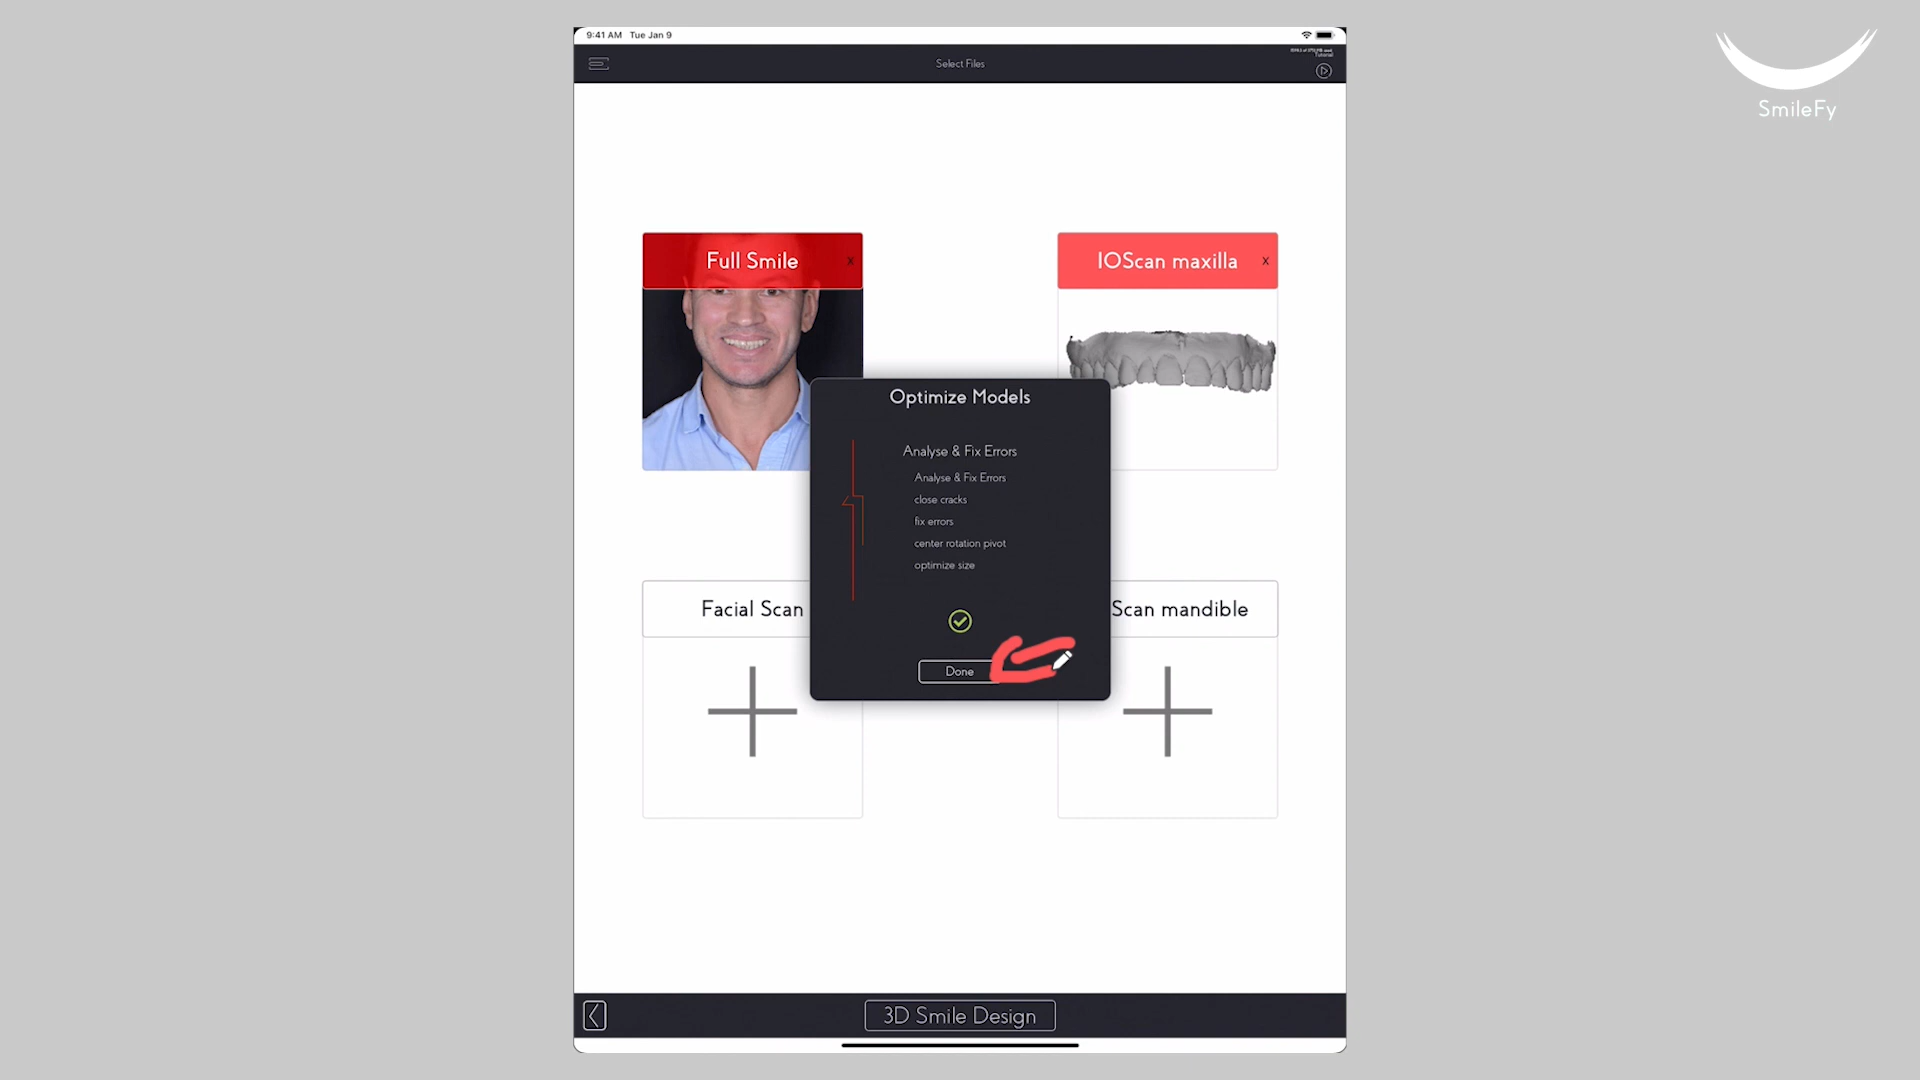 9:41 AM Tue Jan 9
Select Files
Tutorial
SmileFy
Full Smile x
IOScan maxilla x
Optimize Models
Analyse & Fix Errors
Analyse & Fix Errors
close cracks
fix errors
center rotation pivot
optimize size
Facial Scan
Scan mandible
Done
3D Smile Design